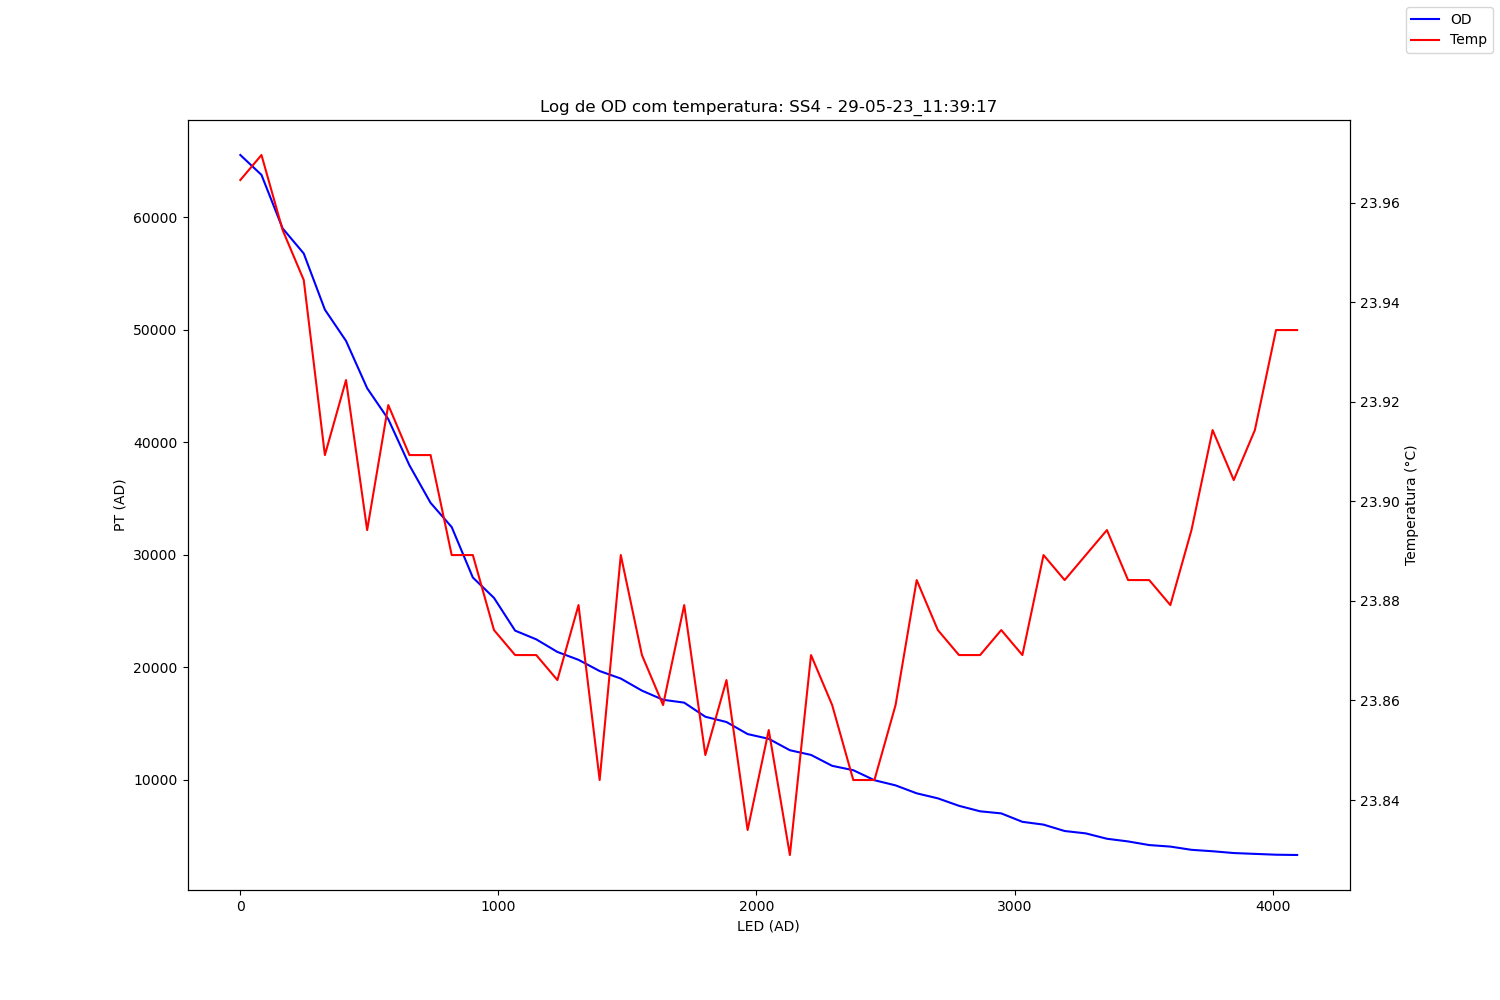 OD
Temp
Log de OD com temperatura: SS4 - 29-05-23_11:39:17
60000
50000
40000
30000
20000
10000
PT (AD)
23.96
23.94
23.92
23.90
23.88
23.86
23.84
Temperatura (°C)
0 1000 2000 3000 4000
LED (AD)